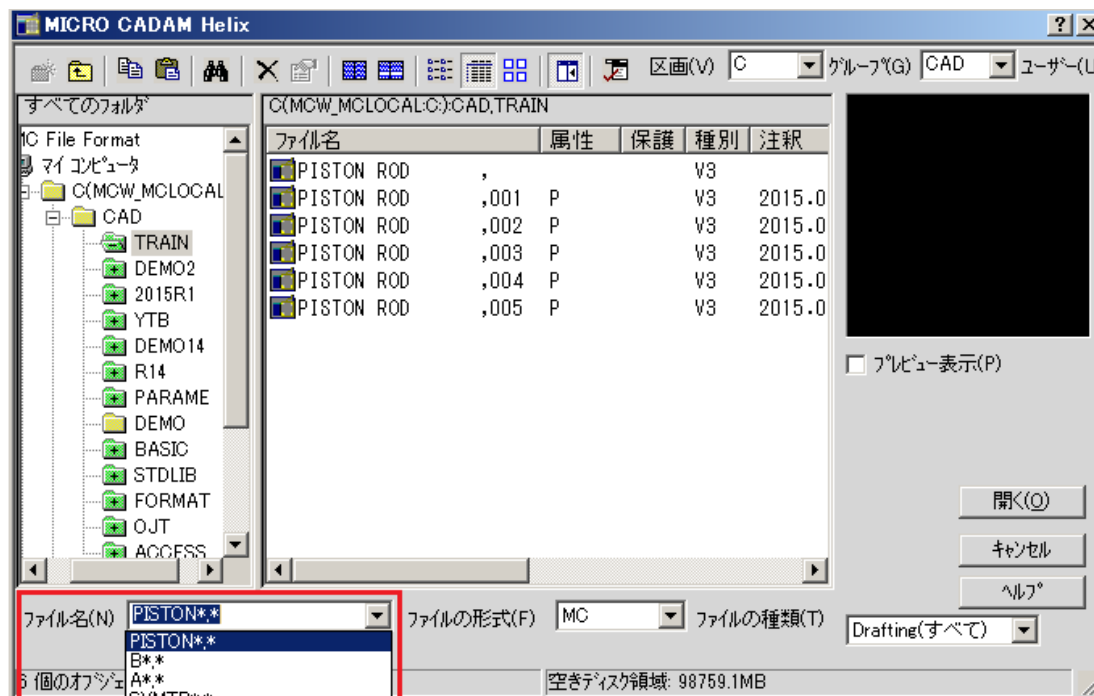 MICRO CADAM Helix
区画(V) C ｸﾞﾙｰﾌﾟ(G) CAD ﾕｰｻﾞｰ(U
すべてのﾌｫﾙﾀﾞ
C(MCW_MCLOCAL:C:):CAD,TRAIN
MC File Format
ﾏｲ ｺﾝﾋﾟｭｰﾀ
C(MCW_MCLOCAL
CAD
TRAIN
DEMO2
2015R1
YTB
DEMO14
R14
PARAME
DEMO
BASIC
STDLIB
FORMAT
OJT
ACCESS
ﾌｧｲﾙ名 属性 保護 種別 注釈
PISTON ROD , V3
PISTON ROD ,001 P V3 2015.0
PISTON ROD ,002 P V3 2015.0
PISTON ROD ,003 P V3 2015.0
PISTON ROD ,004 P V3 2015.0
PISTON ROD ,005 P V3 2015.0
ﾌﾟﾚﾋﾞｭｰ表示(P)
開く(O)
ｷｬﾝｾﾙ
ﾍﾙﾌﾟ
ﾌｧｲﾙ名(N) PISTON*,* ﾌｧｲﾙの形式(F) MC ﾌｧｲﾙの種類(T) Drafting(すべて)
PISTON*,*
B*,*
A*,*
6 個のｵﾌﾞｼﾞｪ
空きﾃﾞｨｽｸ領域: 98759.1MB